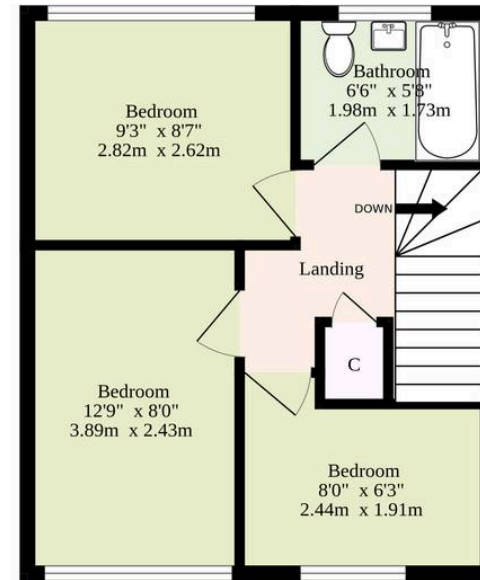 Bedroom
9'3" x 8'7"
2.82m x 2.62m
Bathroom
6'6" x 5'8"
1.98m x 1.73m
DOWN
Landing
C
Bedroom
12'9" x 8'0"
3.89m x 2.43m
Bedroom
8'0" x 6'3"
2.44m x 1.91m